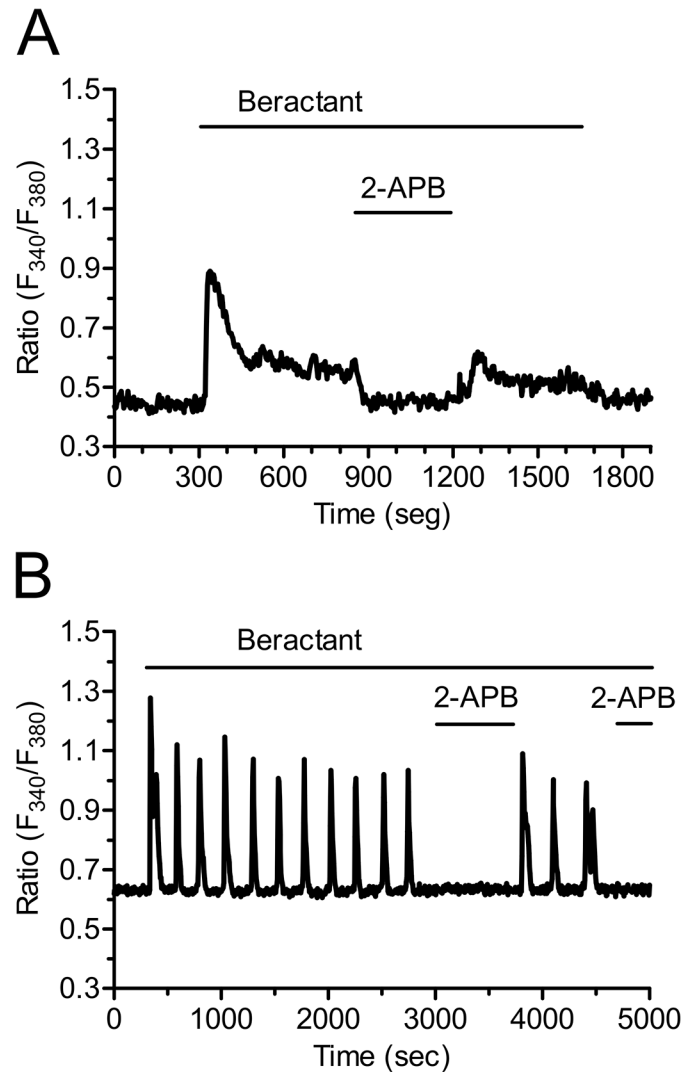 A
1.5
Beractant
1.3
2-APB
1.1
0.9
0.7
0.5
0.3
Ratio (F340/F380)
0 300 600 900 1200 1500 1800
Time (seg)
B
1.5
Beractant
1.3
2-APB 2-APB
1.1
0.9
0.7
0.5
0.3
Ratio (F340/F380)
0 1000 2000 3000 4000 5000
Time (sec)